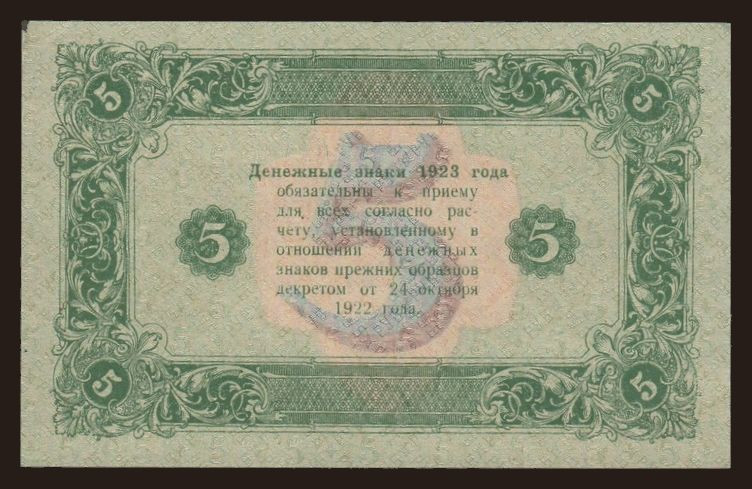 5 5
Денежные знаки 1923 года
обязательны к приему
для всех согласно рас-
чету, установленному в
5 5 5
отношении денежных
знаков прежних образцов
декретом от 24 октября
1922 года.
5 5